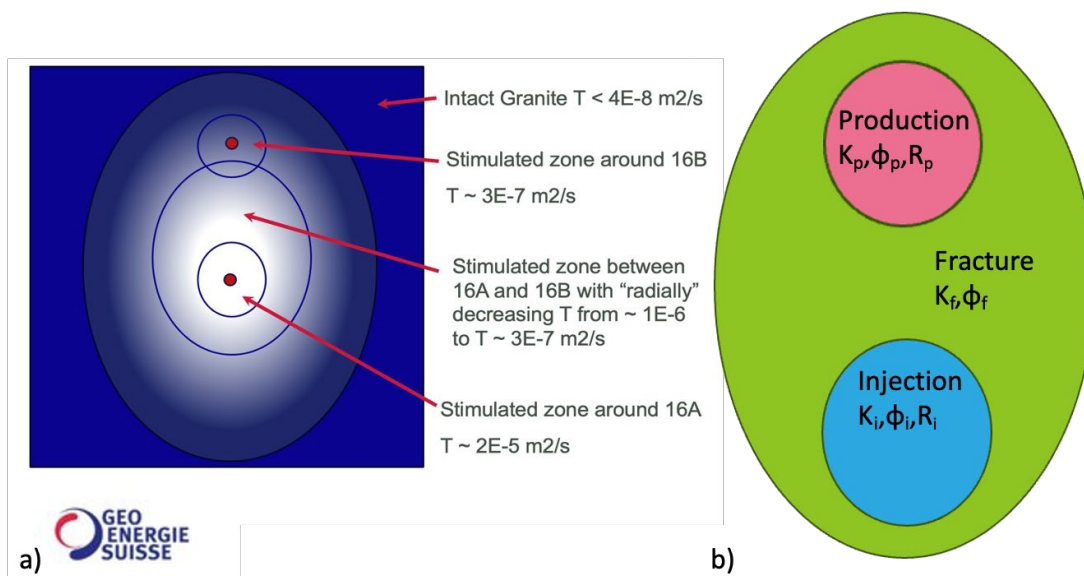 Intact Granite T < 4E-8 m2/s
Stimulated zone around 16B
T ~ 3E-7 m2/s
Stimulated zone between
16A and 16B with “radially”
decreasing T from ~ 1E-6
to T ~ 3E-7 m2/s
Stimulated zone around 16A
T ~ 2E-5 m2/s
GEO
ENERGIE
SUISSE
a)
Production
Kp,ϕp,Rp
Fracture
Kf,ϕf
Injection
Ki,ϕi,Ri
b)